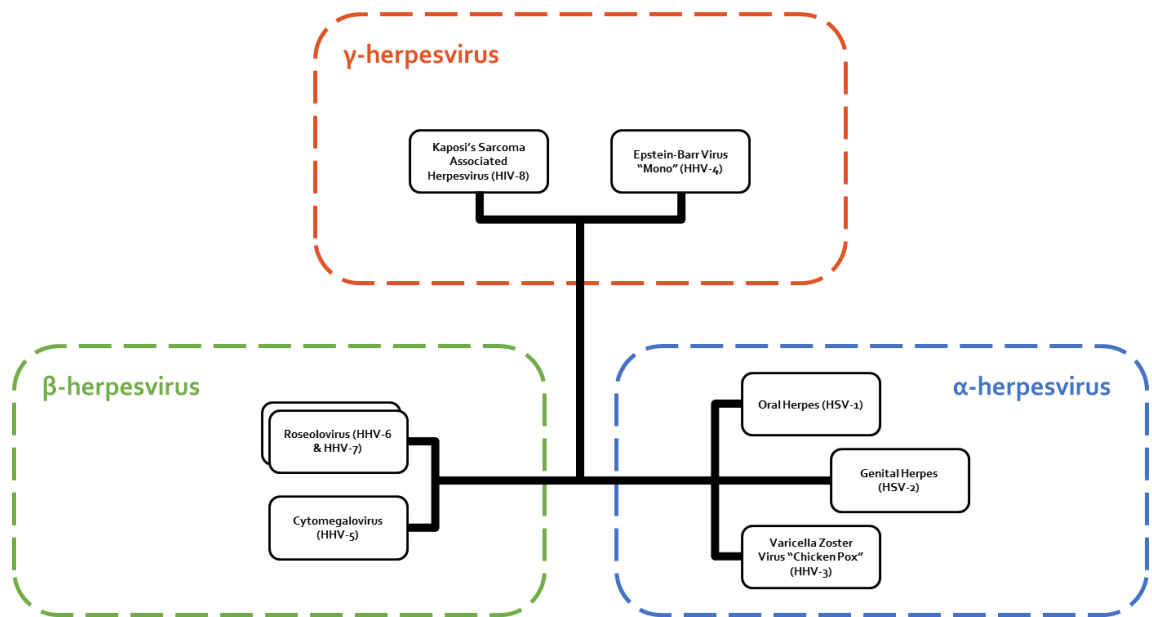 γ-herpesvirus
Kaposi's Sarcoma
Associated
Herpesvirus (HIV-8)
Epstein-Barr Virus
"Mono" (HHV-4)
β-herpesvirus
Roseolovirus (HHV-6
& HHV-7)
Cytomegalovirus
(HHV-5)
α-herpesvirus
Oral Herpes (HSV-1)
Genital Herpes
(HSV-2)
Varicella Zoster
Virus "Chicken Pox"
(HHV-3)